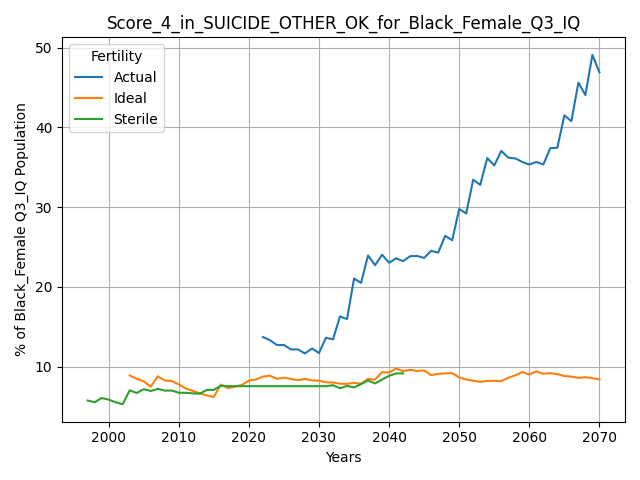 Score_4_in_SUICIDE_OTHER_OK_for_Black_Female_Q3_IQ
Fertility
Actual
Ideal
Sterile
% of Black_Female Q3_IQ Population
50
40
30
20
10
2000 2010 2020 2030 2040 2050 2060 2070
Years